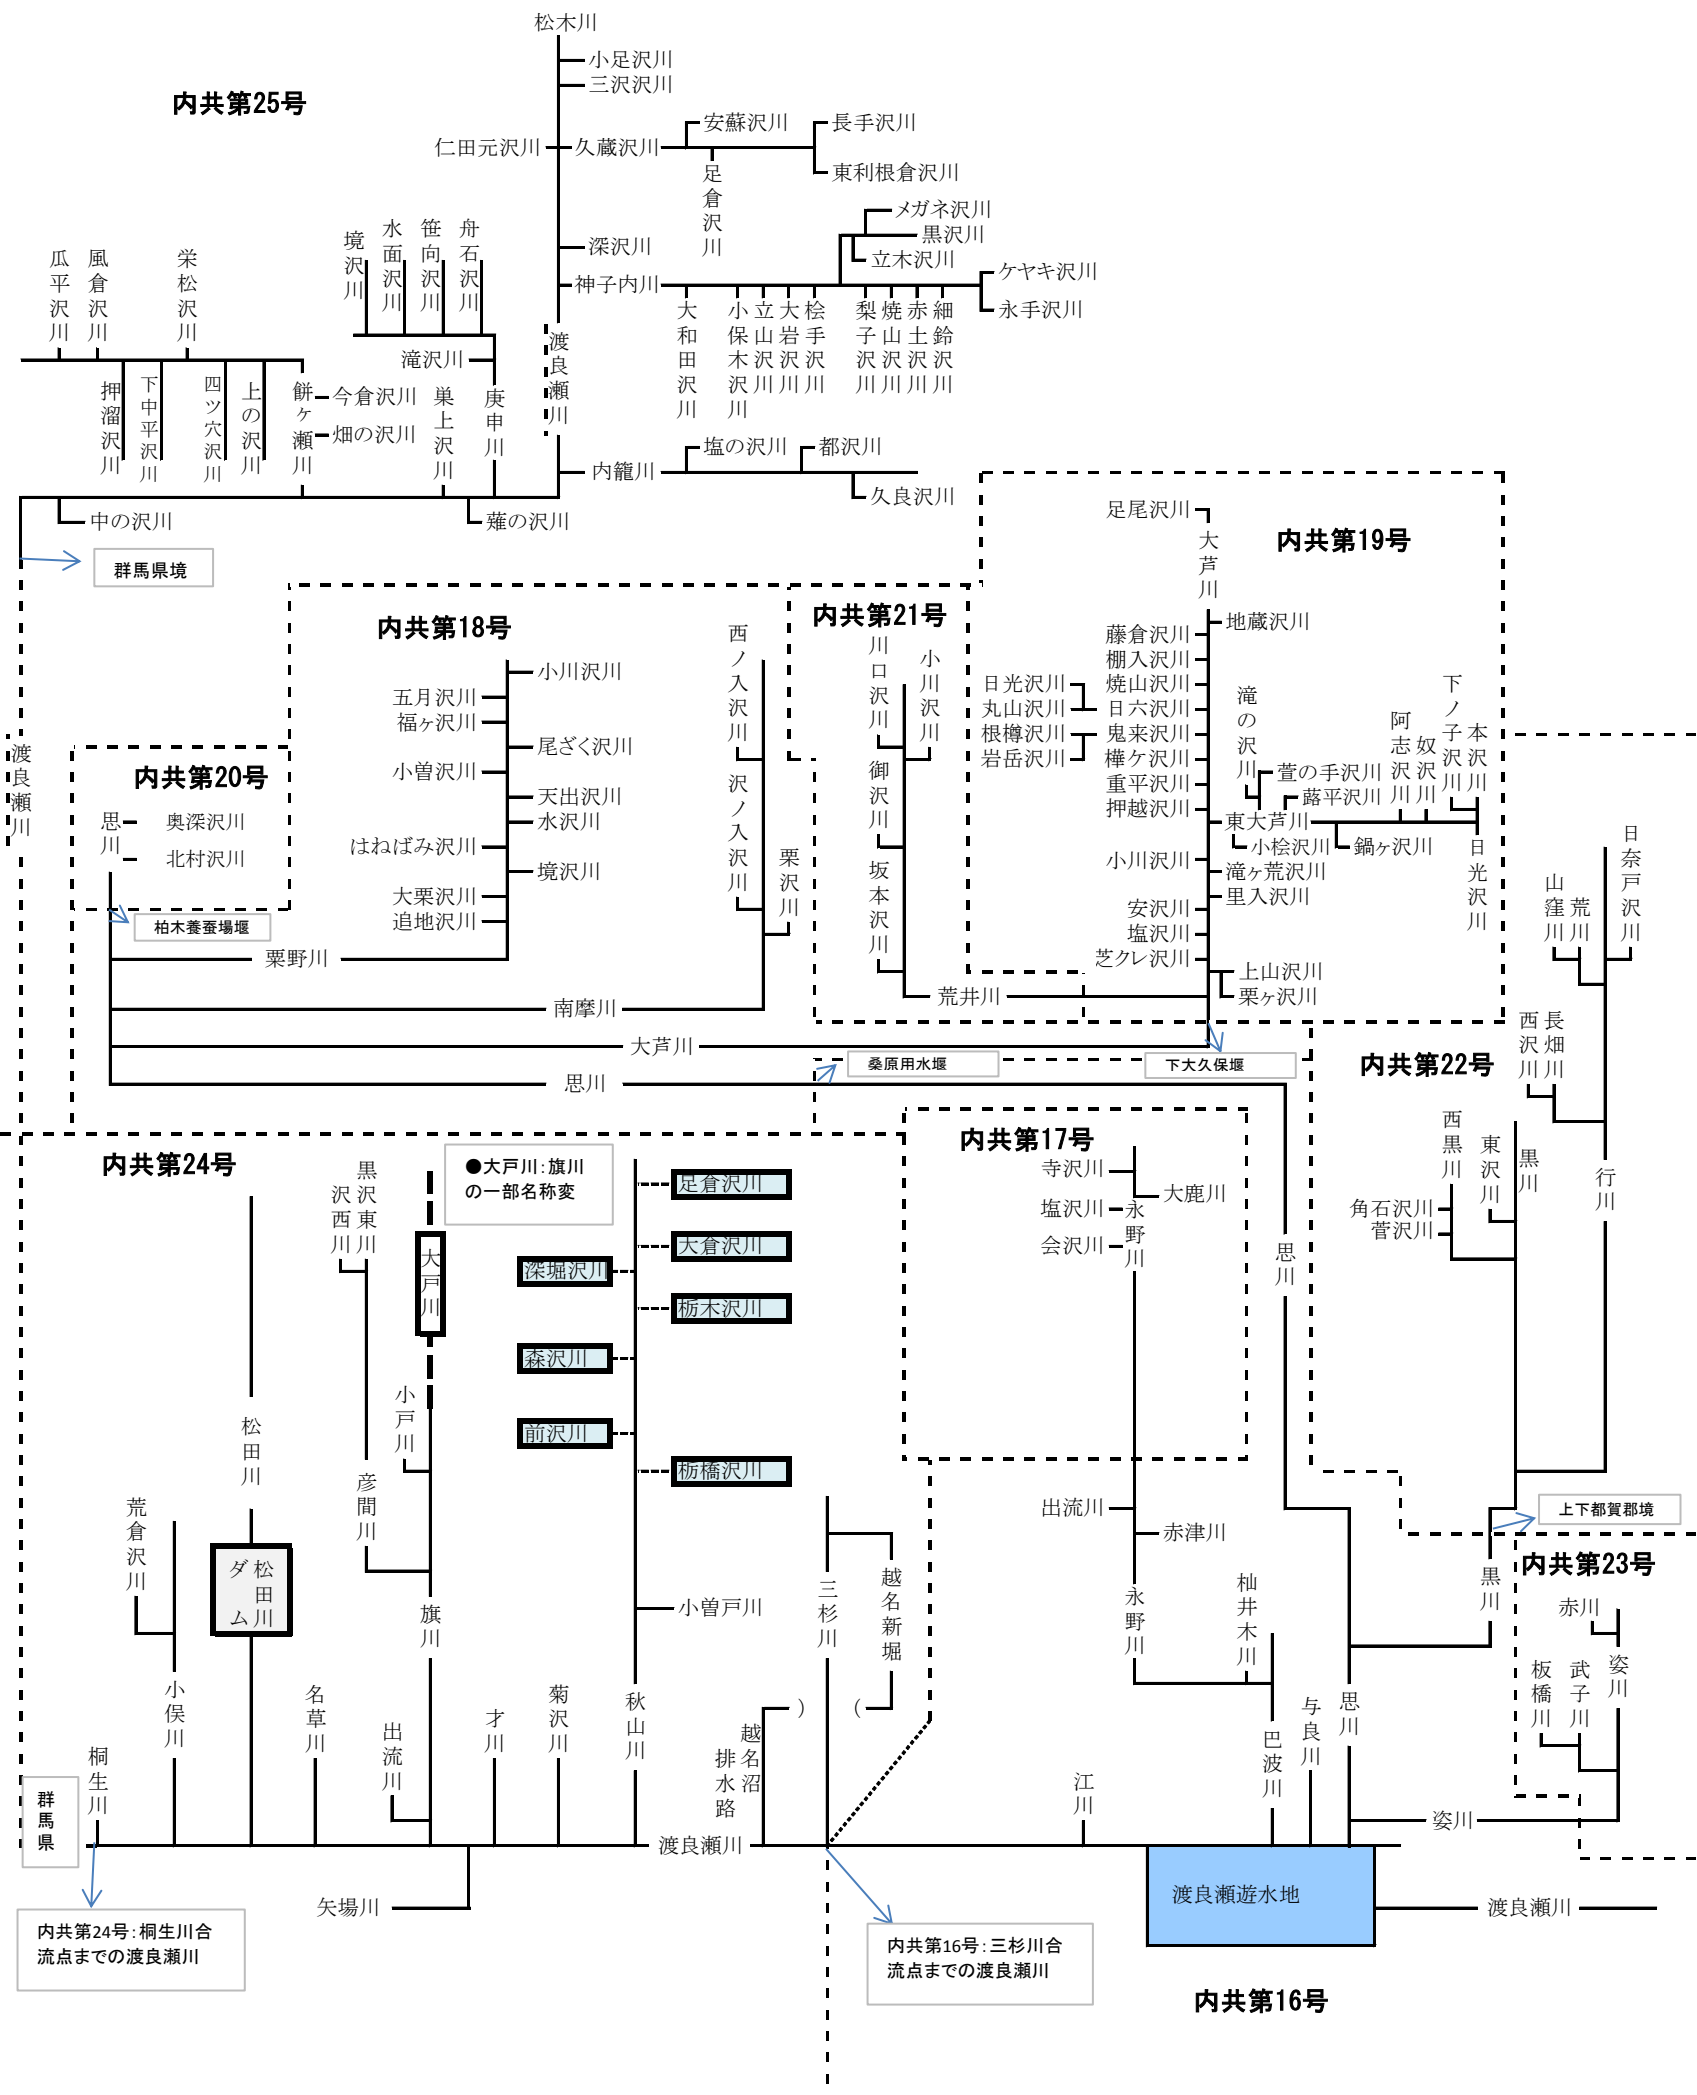 松木川
小足沢川
三沢沢川
内共第25号
仁田元沢川
久蔵沢川
安蘇沢川
足倉沢川
長手沢川
東利根倉沢川
メガネ沢川
黒沢川
立木沢川
深沢川
神子内川
ケヤキ沢川
永手沢川
大和田沢川
小保木沢川
立山沢川
大岩沢川
桧手沢川
梨子沢川
焼山沢川
赤土沢川
細鈴沢川
渡良瀬川
瓜平沢川
風倉沢川
栄松沢川
境沢川
水面沢川
笹向沢川
舟石沢川
滝沢川
押溜沢川
下中平沢川
四ツ穴沢川
上の沢川
餅ヶ瀬川
今倉沢川
畑の沢川
巣上沢川
庚申川
内籠川
塩の沢川
都沢川
久良沢川
中の沢川
薙の沢川
群馬県境
渡良瀬川
内共第18号
小川沢川
五月沢川
福ヶ沢川
尾ざく沢川
小曽沢川
天出沢川
水沢川
はねばみ沢川
境沢川
大栗沢川
追地沢川
粟野川
西ノ入沢川
沢ノ入沢川
栗沢川
南摩川
内共第20号
思川
奥深沢川
北村沢川
柏木養蚕場堰
内共第21号
川口沢川
小川沢川
御沢川
坂本沢川
荒井川
内共第19号
足尾沢川
大芦川
地蔵沢川
藤倉沢川
棚入沢川
焼山沢川
日六沢川
鬼来沢川
樺ケ沢川
重平沢川
押越沢川
日光沢川
丸山沢川
根樽沢川
岩岳沢川
滝の沢川
萱の手沢川
蕗平沢川
東大芦川
小桧沢川
鍋ヶ沢川
阿志沢川
奴沢川
下ノ子沢川
本沢川
日光沢川
小川沢川
滝ヶ荒沢川
里入沢川
安沢川
塩沢川
芝クレ沢川
上山沢川
栗ヶ沢川
大芦川
思川
桑原用水堰
下大久保堰
内共第22号
日奈戸沢川
山窪川
荒川
西沢川
長畑川
行川
西黒川
東沢川
黒川
角石沢川
菅沢川
上下都賀郡境
黒川
内共第17号
寺沢川
大鹿川
塩沢川
会沢川
永野川
思川
出流川
赤津川
永野川
杣井木川
巴波川
与良川
思川
江川
内共第23号
赤川
姿川
武子川
板橋川
姿川
内共第24号
●大戸川：旗川
の一部名称変
黒沢東川
沢西川
大戸川
小戸川
彦間川
旗川
出流川
松田川
松田川
ダム
荒倉沢川
小俣川
名草川
桐生川
才川
菊沢川
足倉沢川
大倉沢川
深堀沢川
栃木沢川
森沢川
前沢川
栃橋沢川
小曽戸川
秋山川
三杉川
越名新堀
）
（
越名沼
排水路
群馬県
渡良瀬川
矢場川
渡良瀬遊水地
渡良瀬川
内共第24号：桐生川合
流点までの渡良瀬川
内共第16号：三杉川合
流点までの渡良瀬川
内共第16号